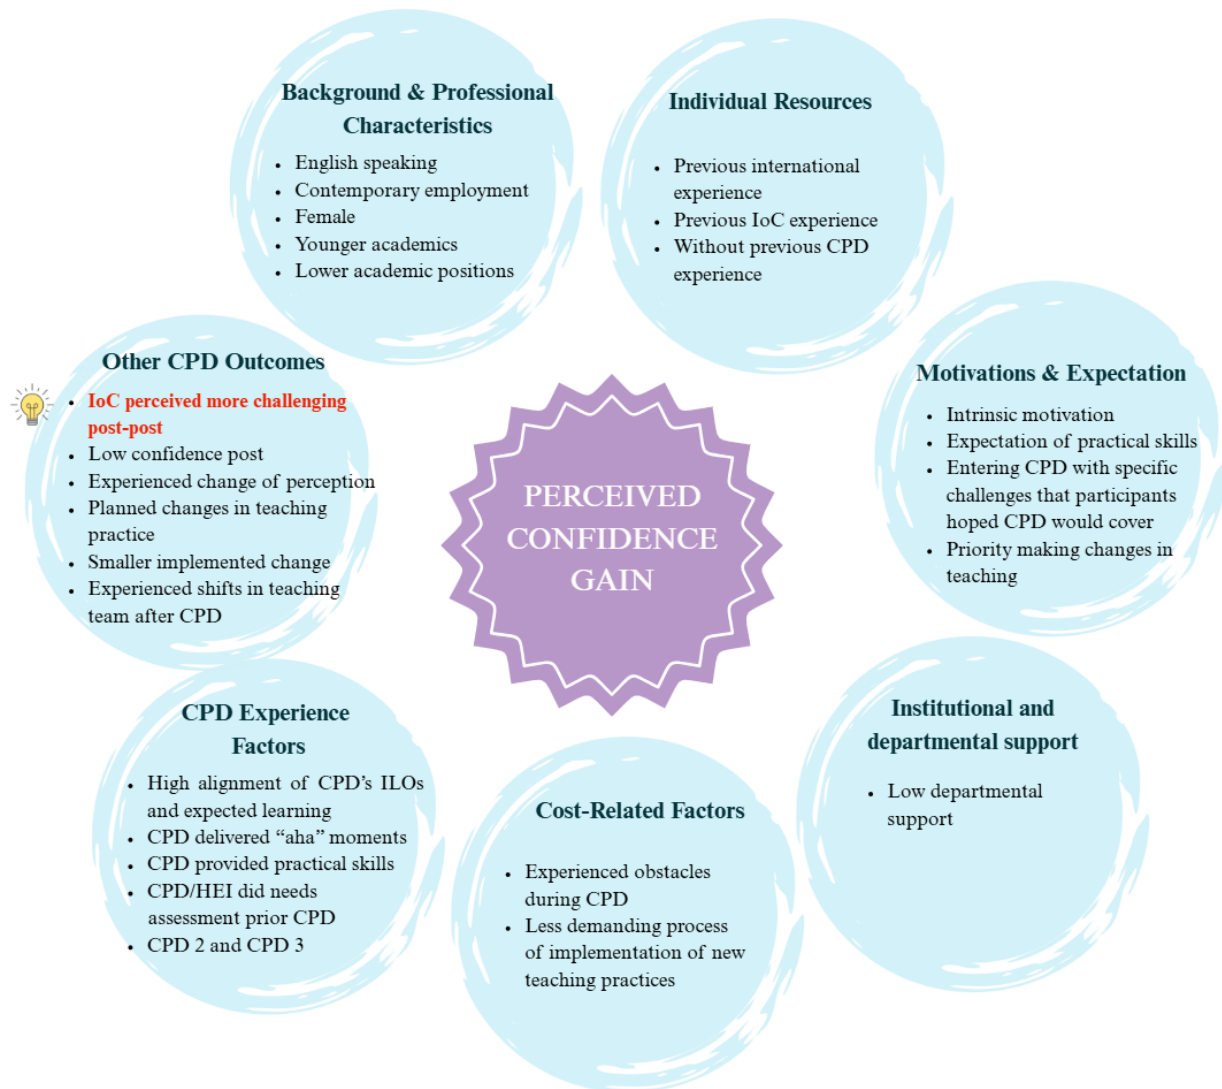 Background & Professional
Characteristics
• English speaking
• Contemporary employment
• Female
• Younger academics
• Lower academic positions
Individual Resources
• Previous international
experience
• Previous IoC experience
• Without previous CPD
experience
Other CPD Outcomes
• IoC perceived more challenging
post-post
• Low confidence post
• Experienced change of perception
• Planned changes in teaching
practice
• Smaller implemented change
• Experienced shifts in teaching
team after CPD
PERCEIVED
CONFIDENCE
GAIN
Motivations & Expectation
• Intrinsic motivation
• Expectation of practical skills
• Entering CPD with specific
challenges that participants
hoped CPD would cover
• Priority making changes in
teaching
CPD Experience
Factors
• High alignment of CPD's ILOs
and expected learning
• CPD delivered “aha” moments
• CPD provided practical skills
• CPD/HEI did needs
assessment prior CPD
• CPD 2 and CPD 3
Cost-Related Factors
• Experienced obstacles
during CPD
• Less demanding process
of implementation of new
teaching practices
Institutional and
departmental support
• Low departmental
support